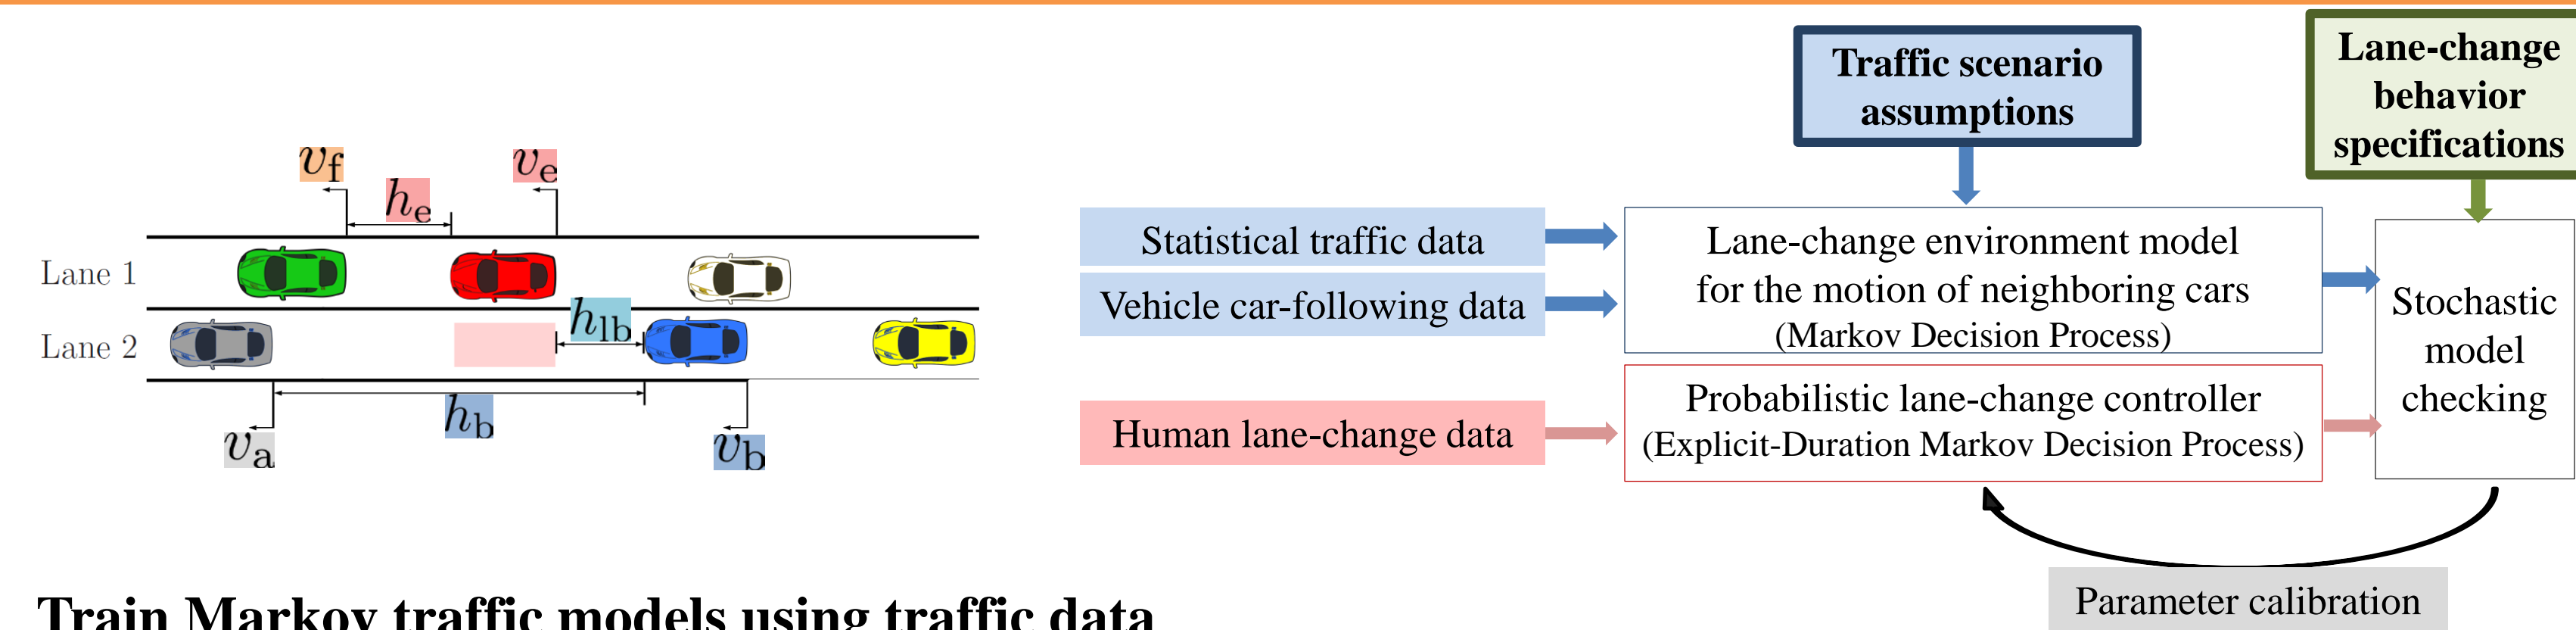 v_f
v_e
h_e
Lane 1
h_lb
Lane 2
h_b
v_a
v_b
Traffic scenario
assumptions
Lane-change
behavior
specifications
Statistical traffic data
Vehicle car-following data
Human lane-change data
Lane-change environment model
for the motion of neighboring cars
(Markov Decision Process)
Probabilistic lane-change controller
(Explicit-Duration Markov Decision Process)
Stochastic
model
checking
Parameter calibration
Train Markov traffic models using traffic data